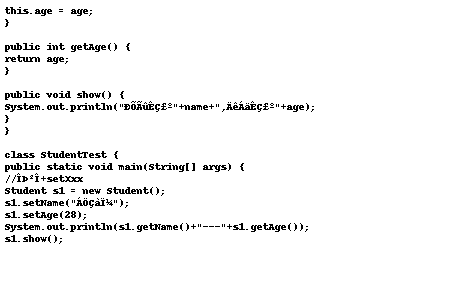 this.age = age;
}
public int getAge() {
return age;
}
public void show() {
System.out.println("ÐÕÃûÊÇ£º"+name+",ÄêÁäÊÇ£º"+age);
}
}
class StudentTest {
public static void main(String[] args) {
//ÎÞ²Î+setXxx
Student s1 = new Student();
s1.setName("ÁÖÇàÏ¼");
s1.setAge(28);
System.out.println(s1.getName()+"---"+s1.getAge());
s1.show();